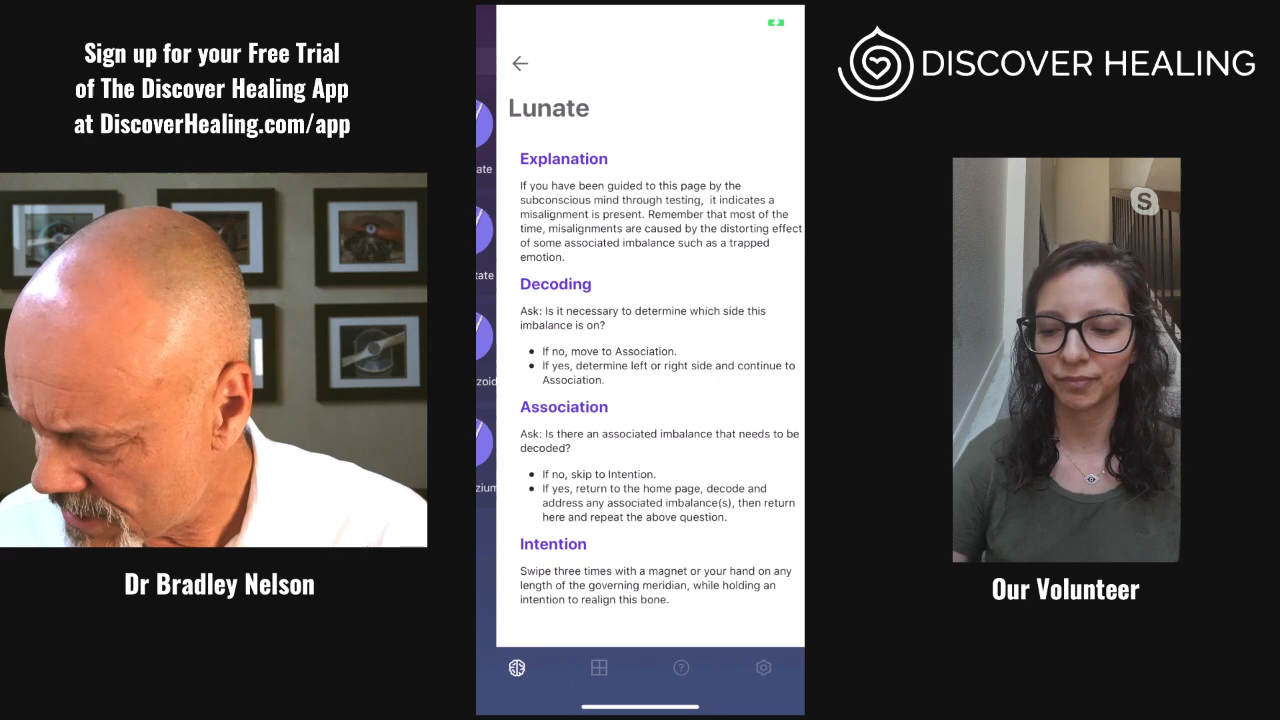 Sign up for your Free Trial
of The Discover Healing App
at DiscoverHealing.com/app
Dr Bradley Nelson
ate
tate
zoid
zium
Lunate
Explanation
If you have been guided to this page by the
subconscious mind through testing, it indicates a
misalignment is present. Remember that most of the
time, misalignments are caused by the distorting effect
of some associated imbalance such as a trapped
emotion.
Decoding
Ask: Is it necessary to determine which side this
imbalance is on?
If no, move to Association.
If yes, determine left or right side and continue to
Association.
Association
Ask: Is there an associated imbalance that needs to be
decoded?
If no, skip to Intention.
If yes, return to the home page, decode and
address any associated imbalance(s), then return
here and repeat the above question.
Intention
Swipe three times with a magnet or your hand on any
length of the governing meridian, while holding an
intention to realign this bone.
?
DISCOVER HEALING
S
Our Volunteer